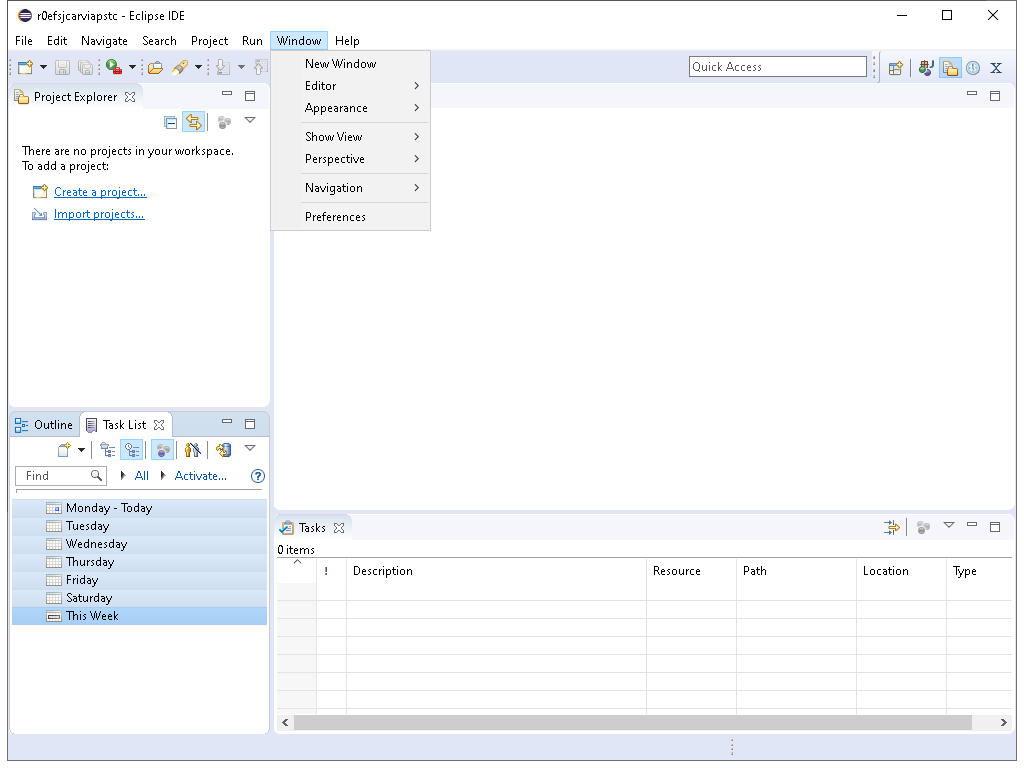 r0efsjcarviapstc - Eclipse IDE
File Edit Navigate Search Project Run Window Help
New Window
Editor
Appearance
Show View
Perspective
Navigation
Preferences
Quick Access
X
Project Explorer
There are no projects in your workspace.
To add a project:
Create a project...
Import projects...
Outline Task List
Find All Activate... ?
Monday - Today
Tuesday
Wednesday
Thursday
Friday
Saturday
This Week
Tasks
0 items
! Description Resource Path Location Type